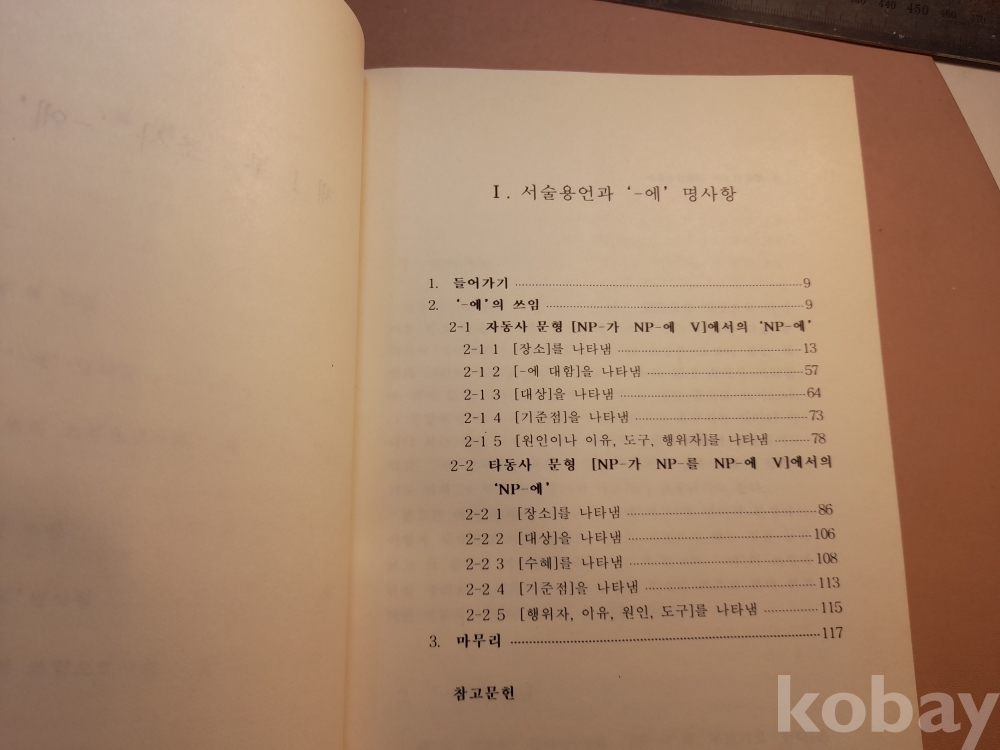 Ⅰ. 서술용언과 '-에' 명사항
1. 들어가기 9
2. '-에'의 쓰임 9
2-1 자동사 문형 [NP-가 NP-에 V]에서의 'NP-에'
2-1 1 [장소]를 나타냄 13
2-1 2 [-에 대함]을 나타냄 57
2-1 3 [대상]을 나타냄 64
2-1 4 [기준점]을 나타냄 73
2-1 5 [원인이나 이유, 도구, 행위자]를 나타냄 78
2-2 타동사 문형 [NP-가 NP-를 NP-에 V]에서의
'NP-에'
2-2 1 [장소]를 나타냄 86
2-2 2 [대상]을 나타냄 106
2-2 3 [수혜]를 나타냄 108
2-2 4 [기준점]을 나타냄 113
2-2 5 [행위자, 이유, 원인, 도구]를 나타냄 115
3. 마무리 117
참고문헌
kobay
440 450